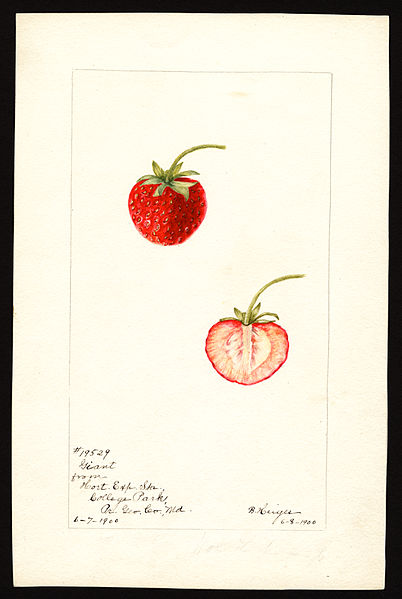 #19529
Giant
from
Hort. Exp. Sta.,
College Park,
Pr. Geo. Co., Md.
6-7-1900
B. Heiges
6-8-1900